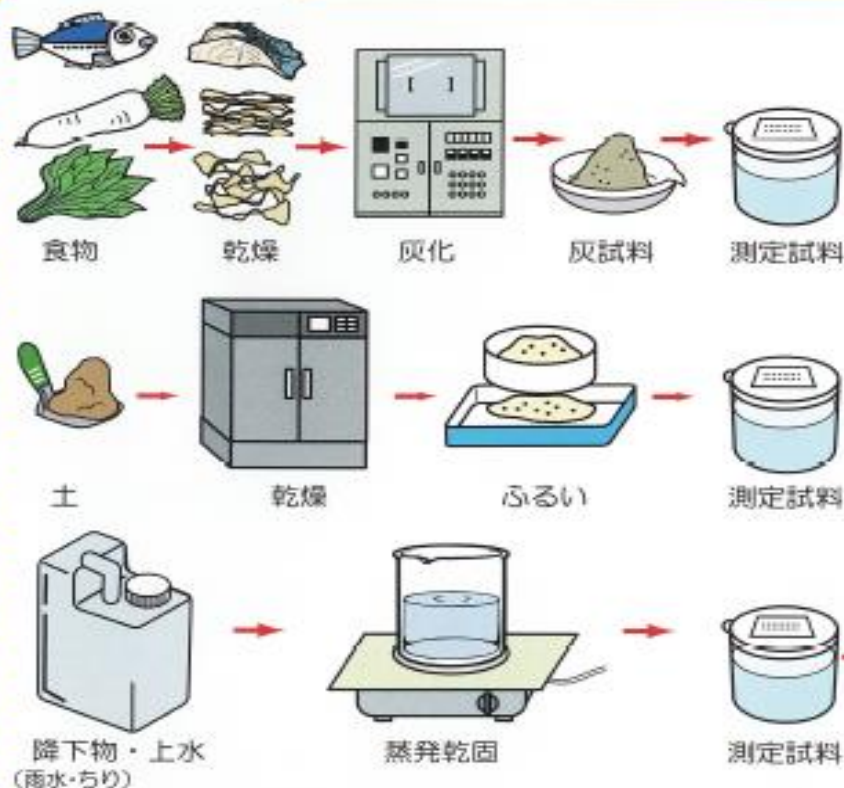 食物 乾燥 灰化 灰試料 測定試料
土 乾燥 ふるい 測定試料
降下物・上水 蒸発乾固 測定試料
(雨水・ちり)